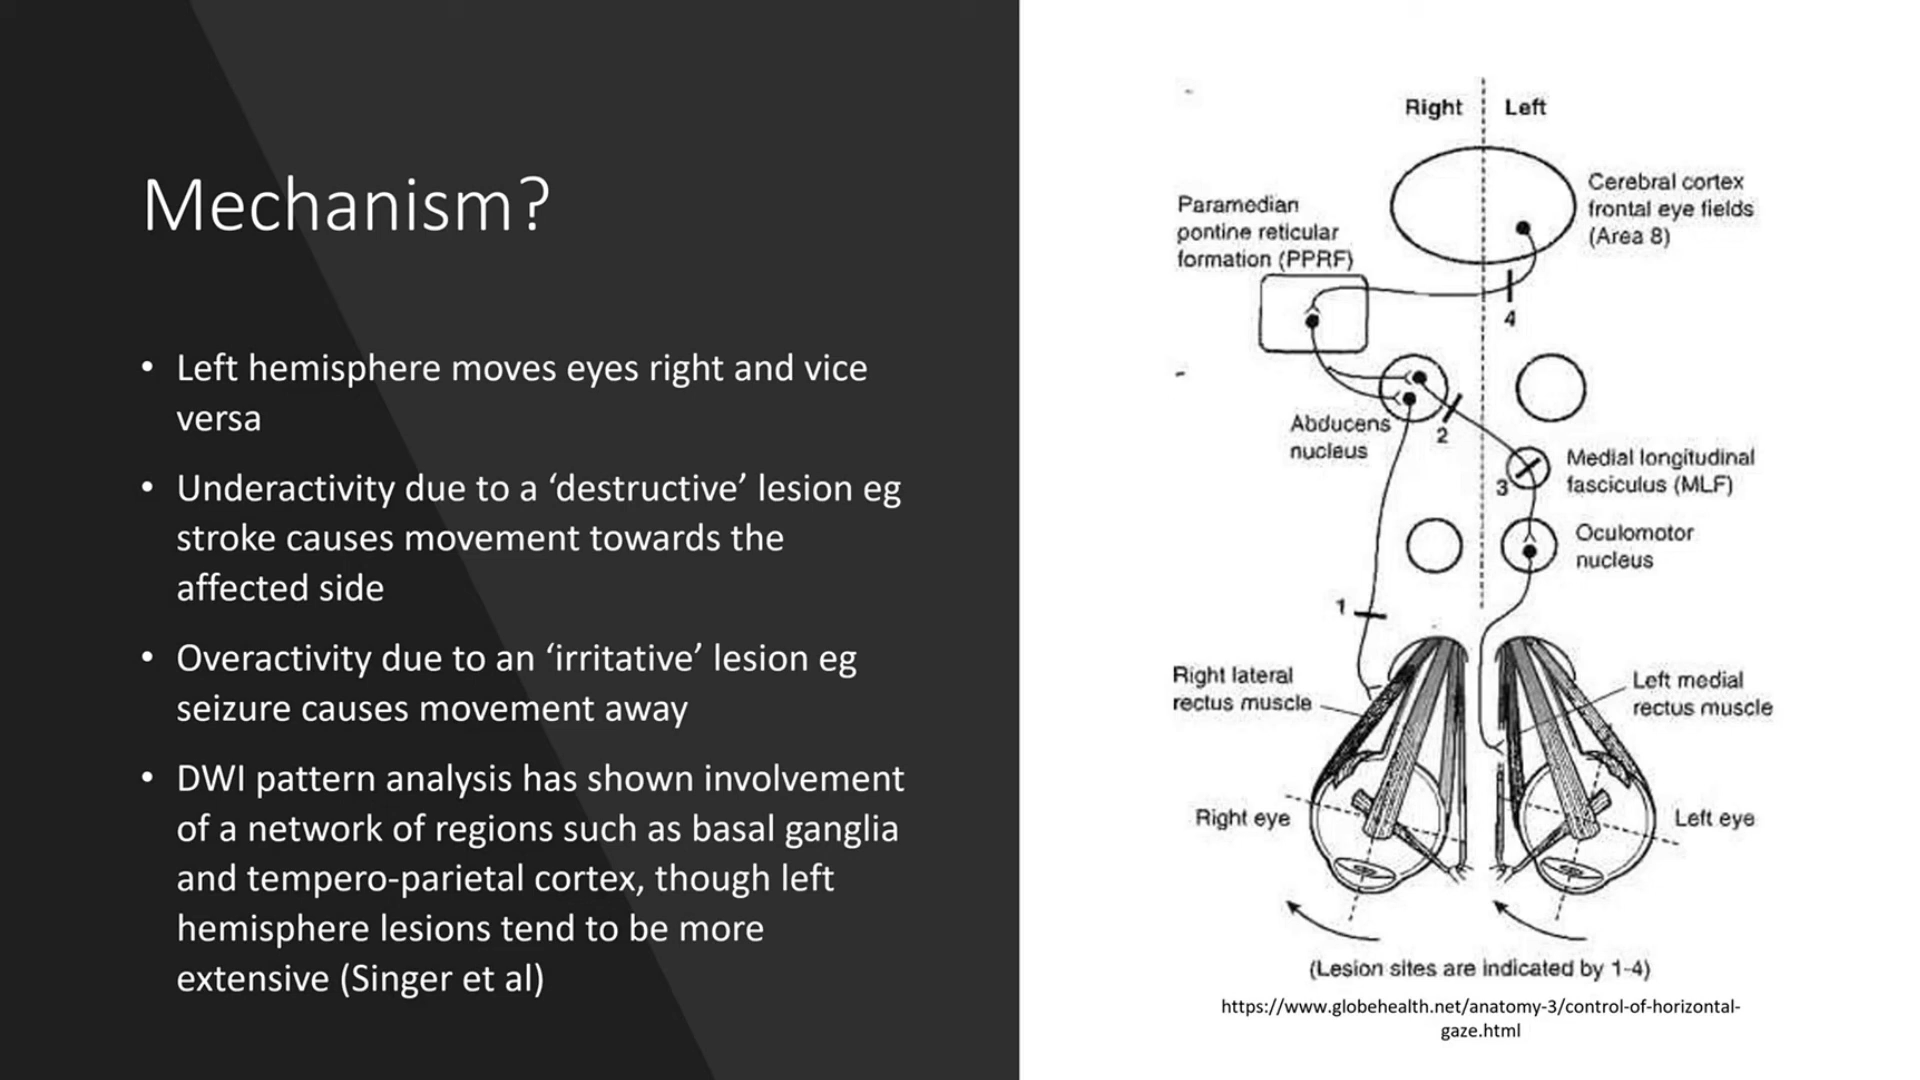 Mechanism?
• Left hemisphere moves eyes right and vice
versa
• Underactivity due to a ‘destructive’ lesion eg
stroke causes movement towards the
affected side
• Overactivity due to an ‘irritative’ lesion eg
seizure causes movement away
• DWI pattern analysis has shown involvement
of a network of regions such as basal ganglia
and tempero-parietal cortex, though left
hemisphere lesions tend to be more
extensive (Singer et al)
Right Left
Cerebral cortex
frontal eye fields
(Area 8)
Paramedian
pontine reticular
formation (PPRF)
4
Abducens
nucleus
2
Medial longitudinal
fasciculus (MLF)
3
Oculomotor
nucleus
1
Right lateral
rectus muscle
Left medial
rectus muscle
Right eye
Left eye
(Lesion sites are indicated by 1-4)
https://www.globehealth.net/anatomy-3/control-of-horizontal-
gaze.html